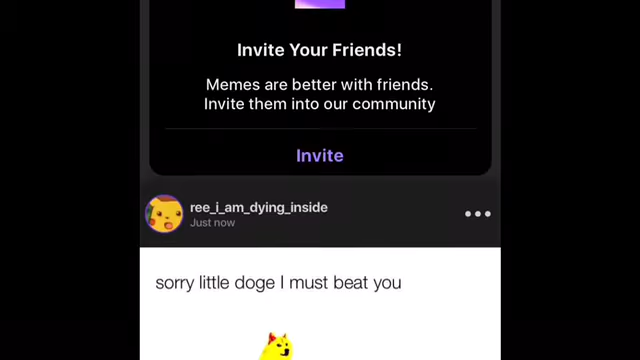 Invite Your Friends!
Memes are better with friends.
Invite them into our community
Invite
ree_i_am_dying_inside
Just now
sorry little doge I must beat you